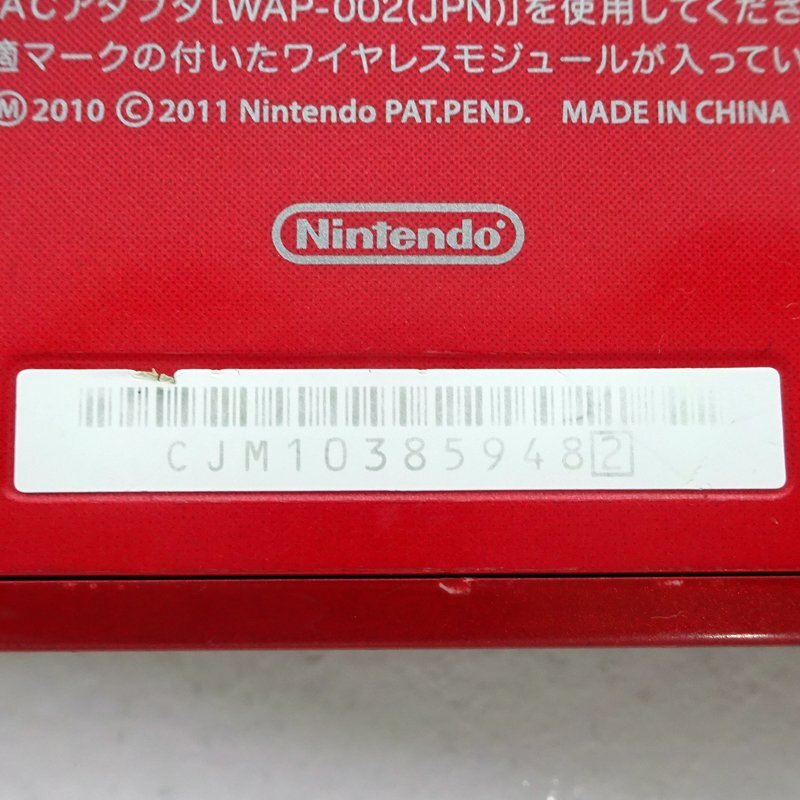 ACアダプタ[WAP-002(JPN)]を使用してくださ
適マークの付いたワイヤレスモジュールが入ってい
Ⓜ2010 ©2011 Nintendo PAT.PEND. MADE IN CHINA
Nintendo
CJM103859482